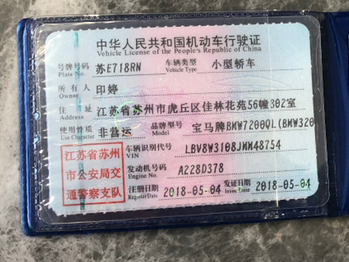 中华人民共和国机动车行驶证
Vehicle License of the People's Republic of China
号牌号码 苏E718RN 车辆类型 小型轿车
Plate No. Vehicle Type
所有人 印婷
Owner
住址 江苏省苏州市虎丘区佳林花苑56幢302室
Address
使用性质 非营运 品牌型号 宝马牌BMW7200QL(BMW320
Use Character Model
江苏省苏州市公安局交通警察支队
车辆识别代号 LBV8W3108JMW48754
VIN
发动机号码 A228D378
Engine No.
注册日期 2018-05-04 发证日期 2018-05-04
Register Date Issue Date